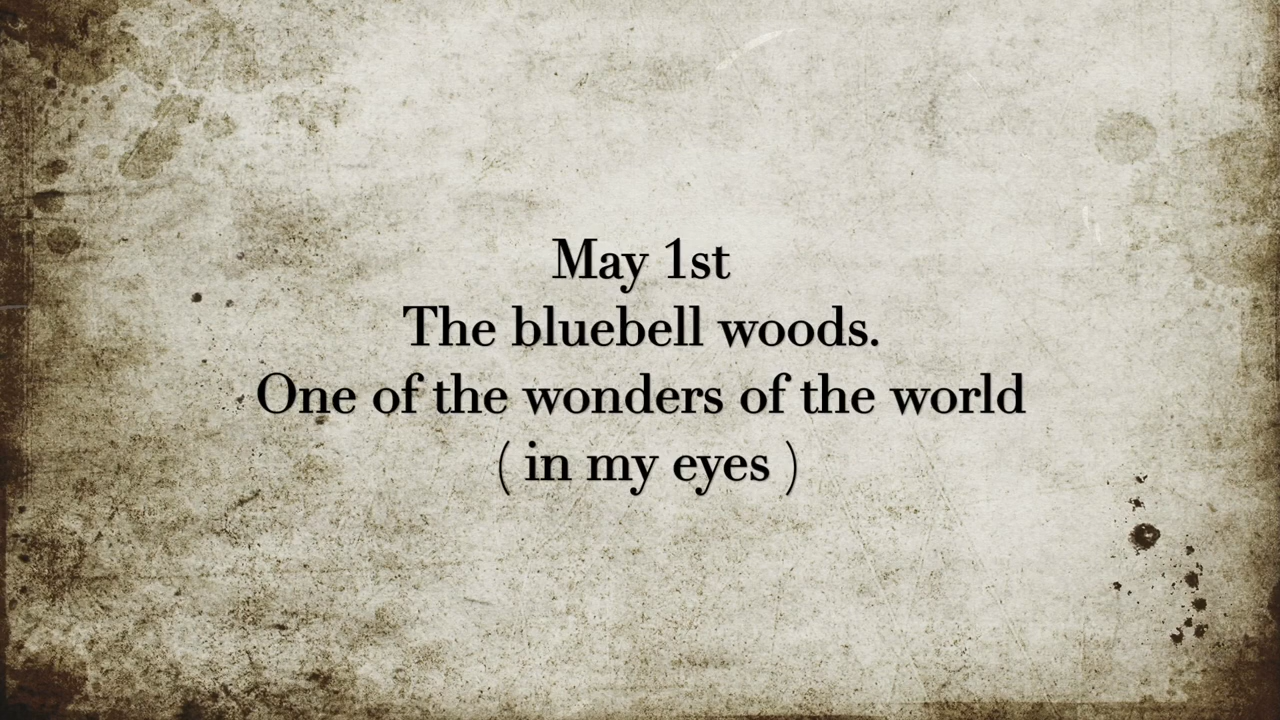 May 1st
The bluebell woods.
One of the wonders of the world
( in my eyes )